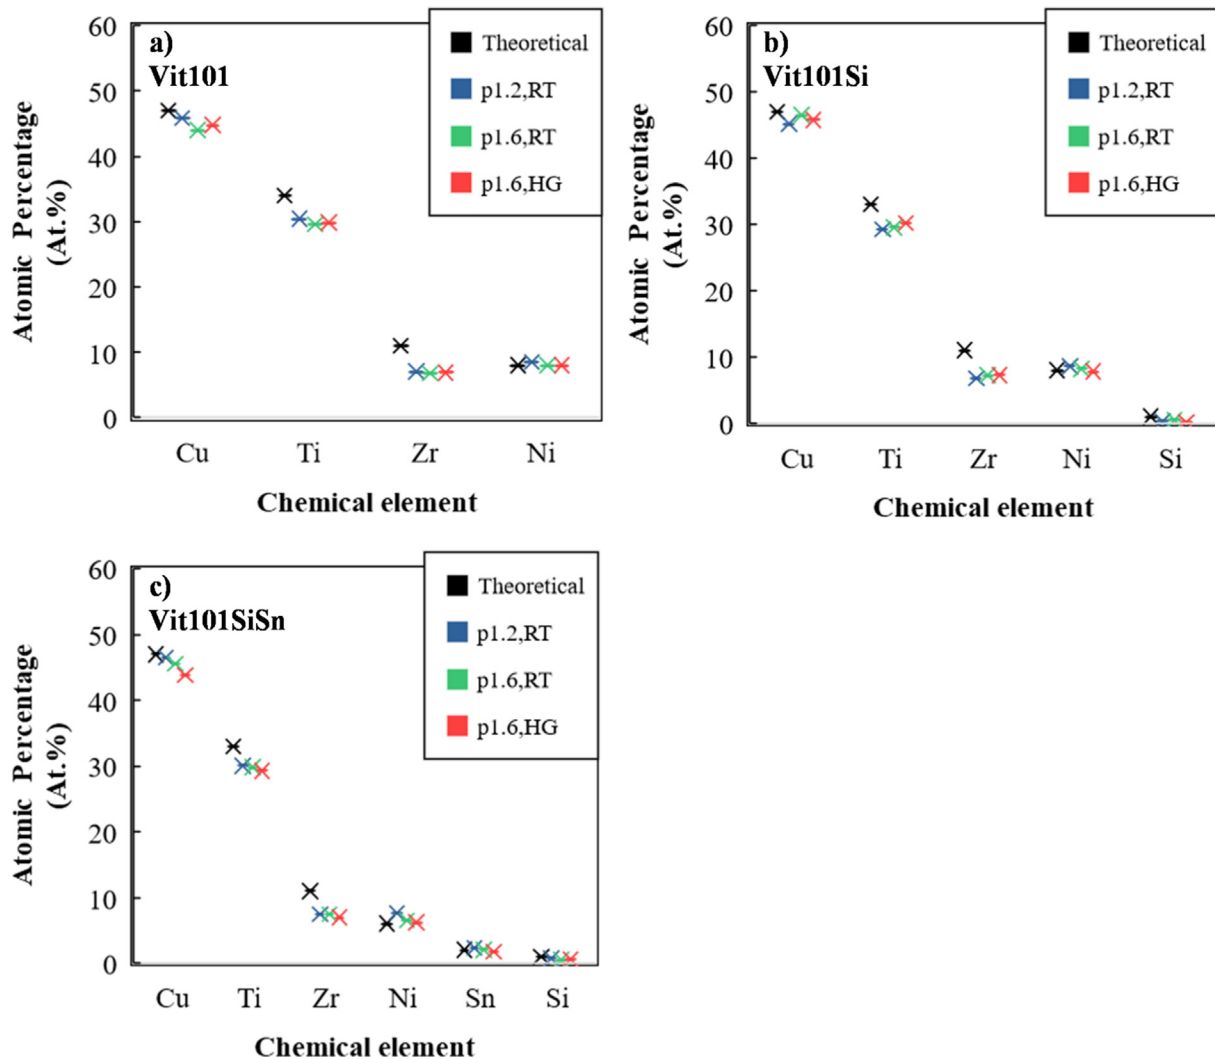 a)
Vit101
Theoretical
p1.2,RT
p1.6,RT
p1.6,HG
60
50
40
30
20
10
0
Atomic Percentage
(At.%)
Cu Ti Zr Ni
Chemical element
b)
Vit101Si
Theoretical
p1.2,RT
p1.6,RT
p1.6,HG
60
50
40
30
20
10
0
Atomic Percentage
(At.%)
Cu Ti Zr Ni Si
Chemical element
c)
Vit101SiSn
Theoretical
p1.2,RT
p1.6,RT
p1.6,HG
60
50
40
30
20
10
0
Atomic Percentage
(At.%)
Cu Ti Zr Ni Sn Si
Chemical element